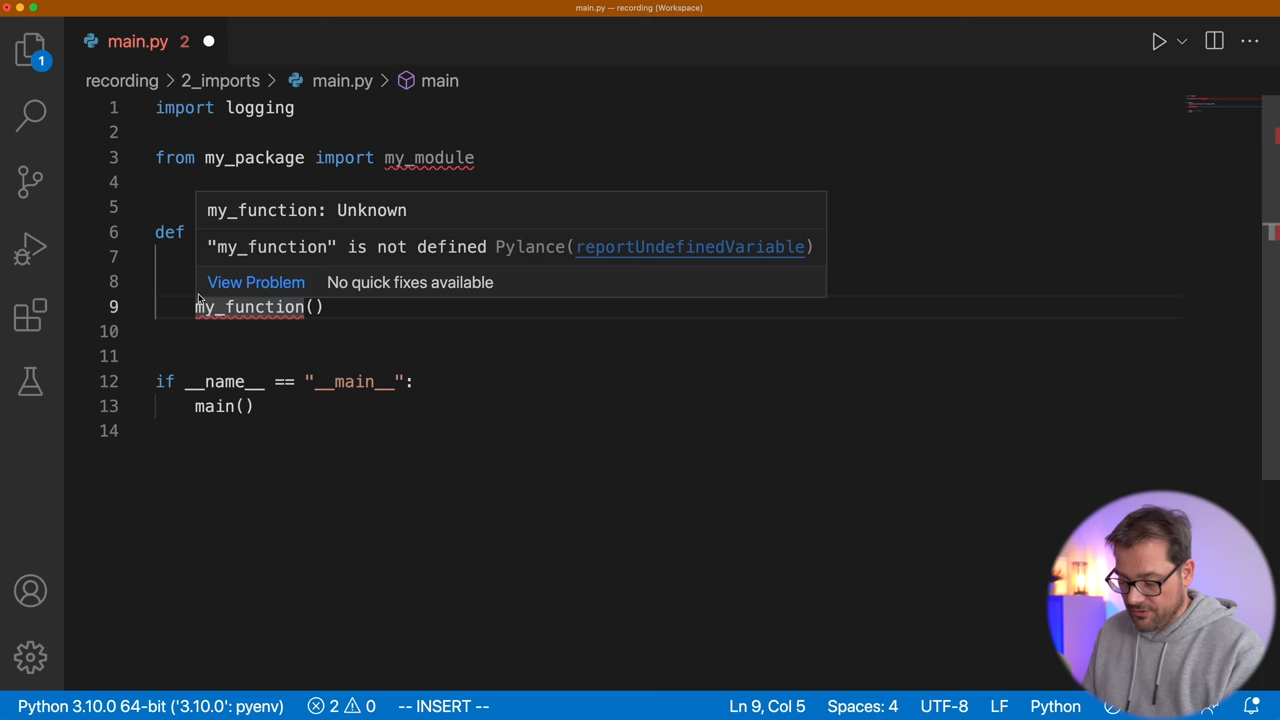 main.py — recording (Workspace)
main.py 2
recording > 2_imports > main.py > main
1
1 import logging
2
3 from my_package import my_module
4
5
my_function: Unknown
6 def
"my_function" is not defined Pylance(reportUndefinedVariable)
7
8
View Problem No quick fixes available
9 my_function()
10
11
12 if __name__ == "__main__":
13 main()
14
Python 3.10.0 64-bit ('3.10.0': pyenv) 2 0 -- INSERT -- Ln 9, Col 5 Spaces: 4 UTF-8 LF Python